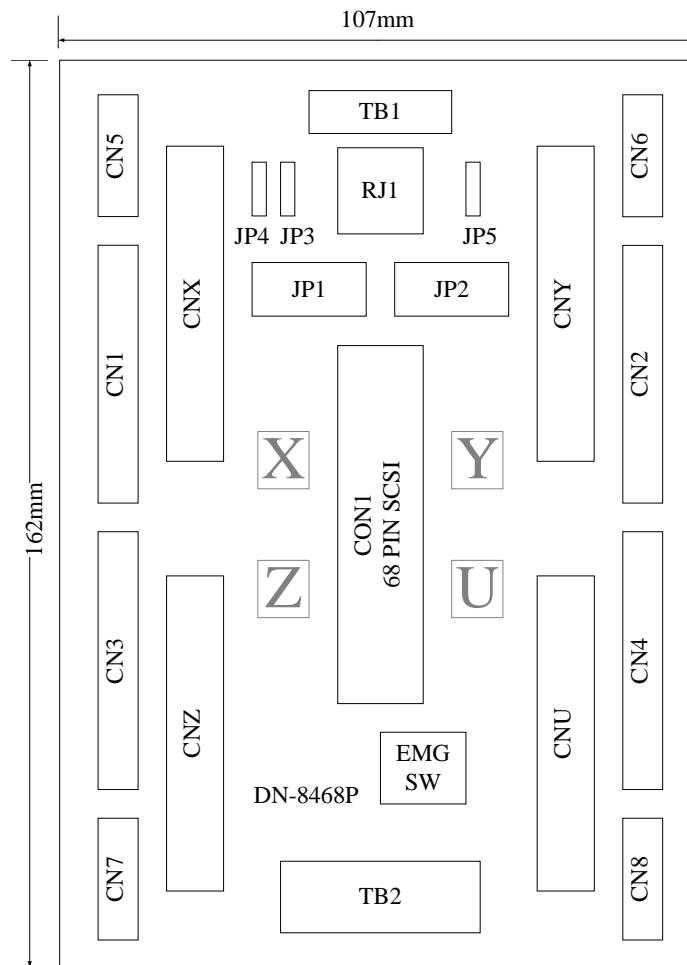 107mm
TB1
CN5
CN6
RJ1
JP4
JP3
JP5
JP1
JP2
CNX
CNY
CN1
CN2
X
Y
CON1
68 PIN SCSI
162mm
Z
U
CN3
CN4
CNZ
CNU
EMG
SW
DN-8468P
CN7
TB2
CN8